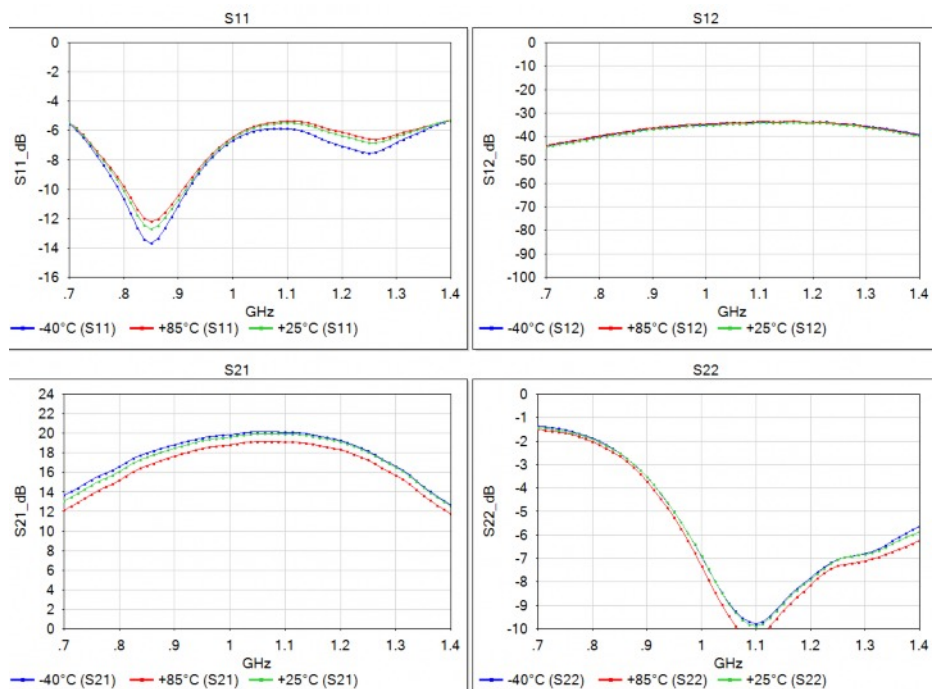 S11
S11_dB
0
-2
-4
-6
-8
-10
-12
-14
-16
.7 .8 .9 1 1.1 1.2 1.3 1.4
GHz
-40°C (S11) +85°C (S11) +25°C (S11)
S12
S12_dB
0
-10
-20
-30
-40
-50
-60
-70
-80
-90
-100
.7 .8 .9 1 1.1 1.2 1.3 1.4
GHz
-40°C (S12) +85°C (S12) +25°C (S12)
S21
S21_dB
24
22
20
18
16
14
12
10
8
6
4
2
0
.7 .8 .9 1 1.1 1.2 1.3 1.4
GHz
-40°C (S21) +85°C (S21) +25°C (S21)
S22
S22_dB
0
-1
-2
-3
-4
-5
-6
-7
-8
-9
-10
.7 .8 .9 1 1.1 1.2 1.3 1.4
GHz
-40°C (S22) +85°C (S22) +25°C (S22)